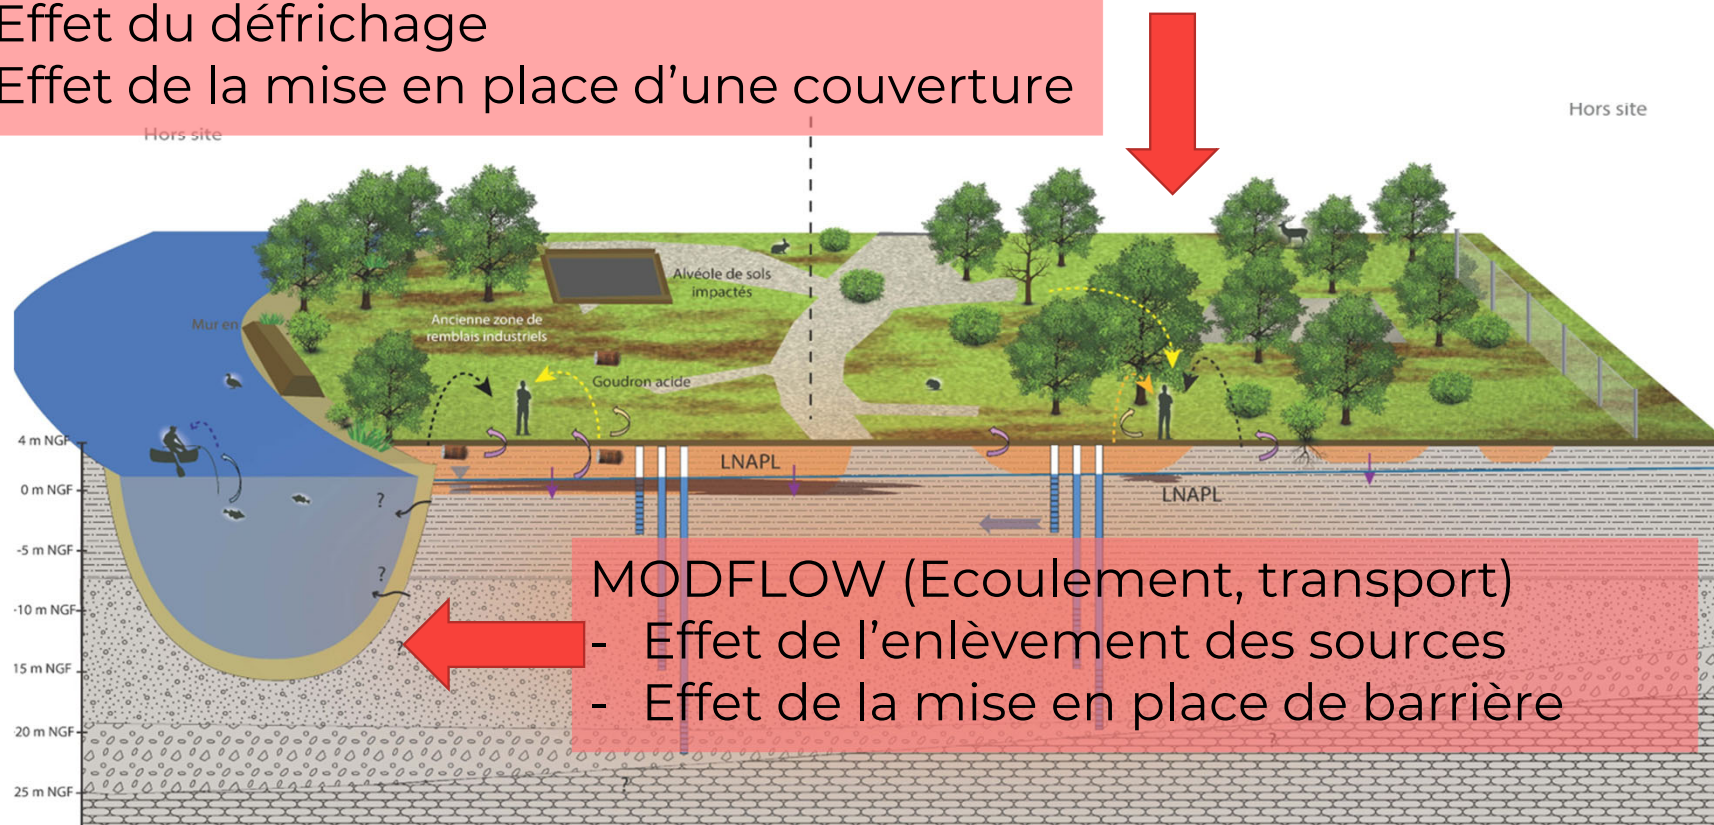 Effet du défrichage
Effet de la mise en place d’une couverture
Hors site
Hors site
Alvéole de sols
impactés
Mur en
Ancienne zone de
remblais industriels
Goudron acide
4 m NGF
LNAPL
0 m NGF
?
LNAPL
-5 m NGF
?
MODFLOW (Ecoulement, transport)
-10 m NGF
- Effet de l’enlèvement des sources
?
15 m NGF
- Effet de la mise en place de barrière
20 m NGF
?
?
25 m NGF